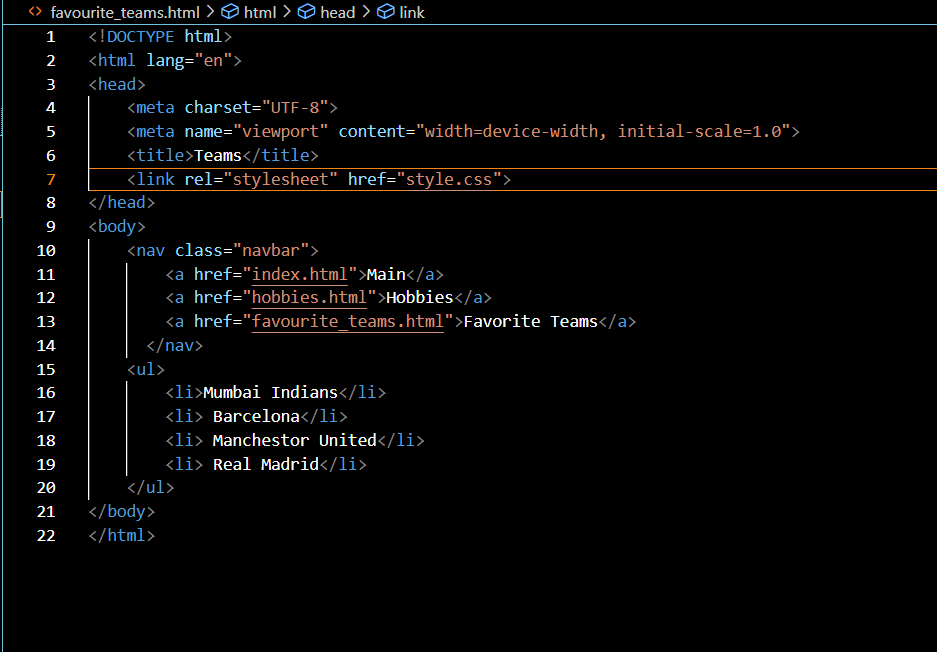 <> favourite_teams.html > html > head > link
1 <!DOCTYPE html>
2 <html lang="en">
3 <head>
4 <meta charset="UTF-8">
5 <meta name="viewport" content="width=device-width, initial-scale=1.0">
6 <title>Teams</title>
7 <link rel="stylesheet" href="style.css">
8 </head>
9 <body>
10 <nav class="navbar">
11 <a href="index.html">Main</a>
12 <a href="hobbies.html">Hobbies</a>
13 <a href="favourite_teams.html">Favorite Teams</a>
14 </nav>
15 <ul>
16 <li>Mumbai Indians</li>
17 <li> Barcelona</li>
18 <li> Manchestor United</li>
19 <li> Real Madrid</li>
20 </ul>
21 </body>
22 </html>